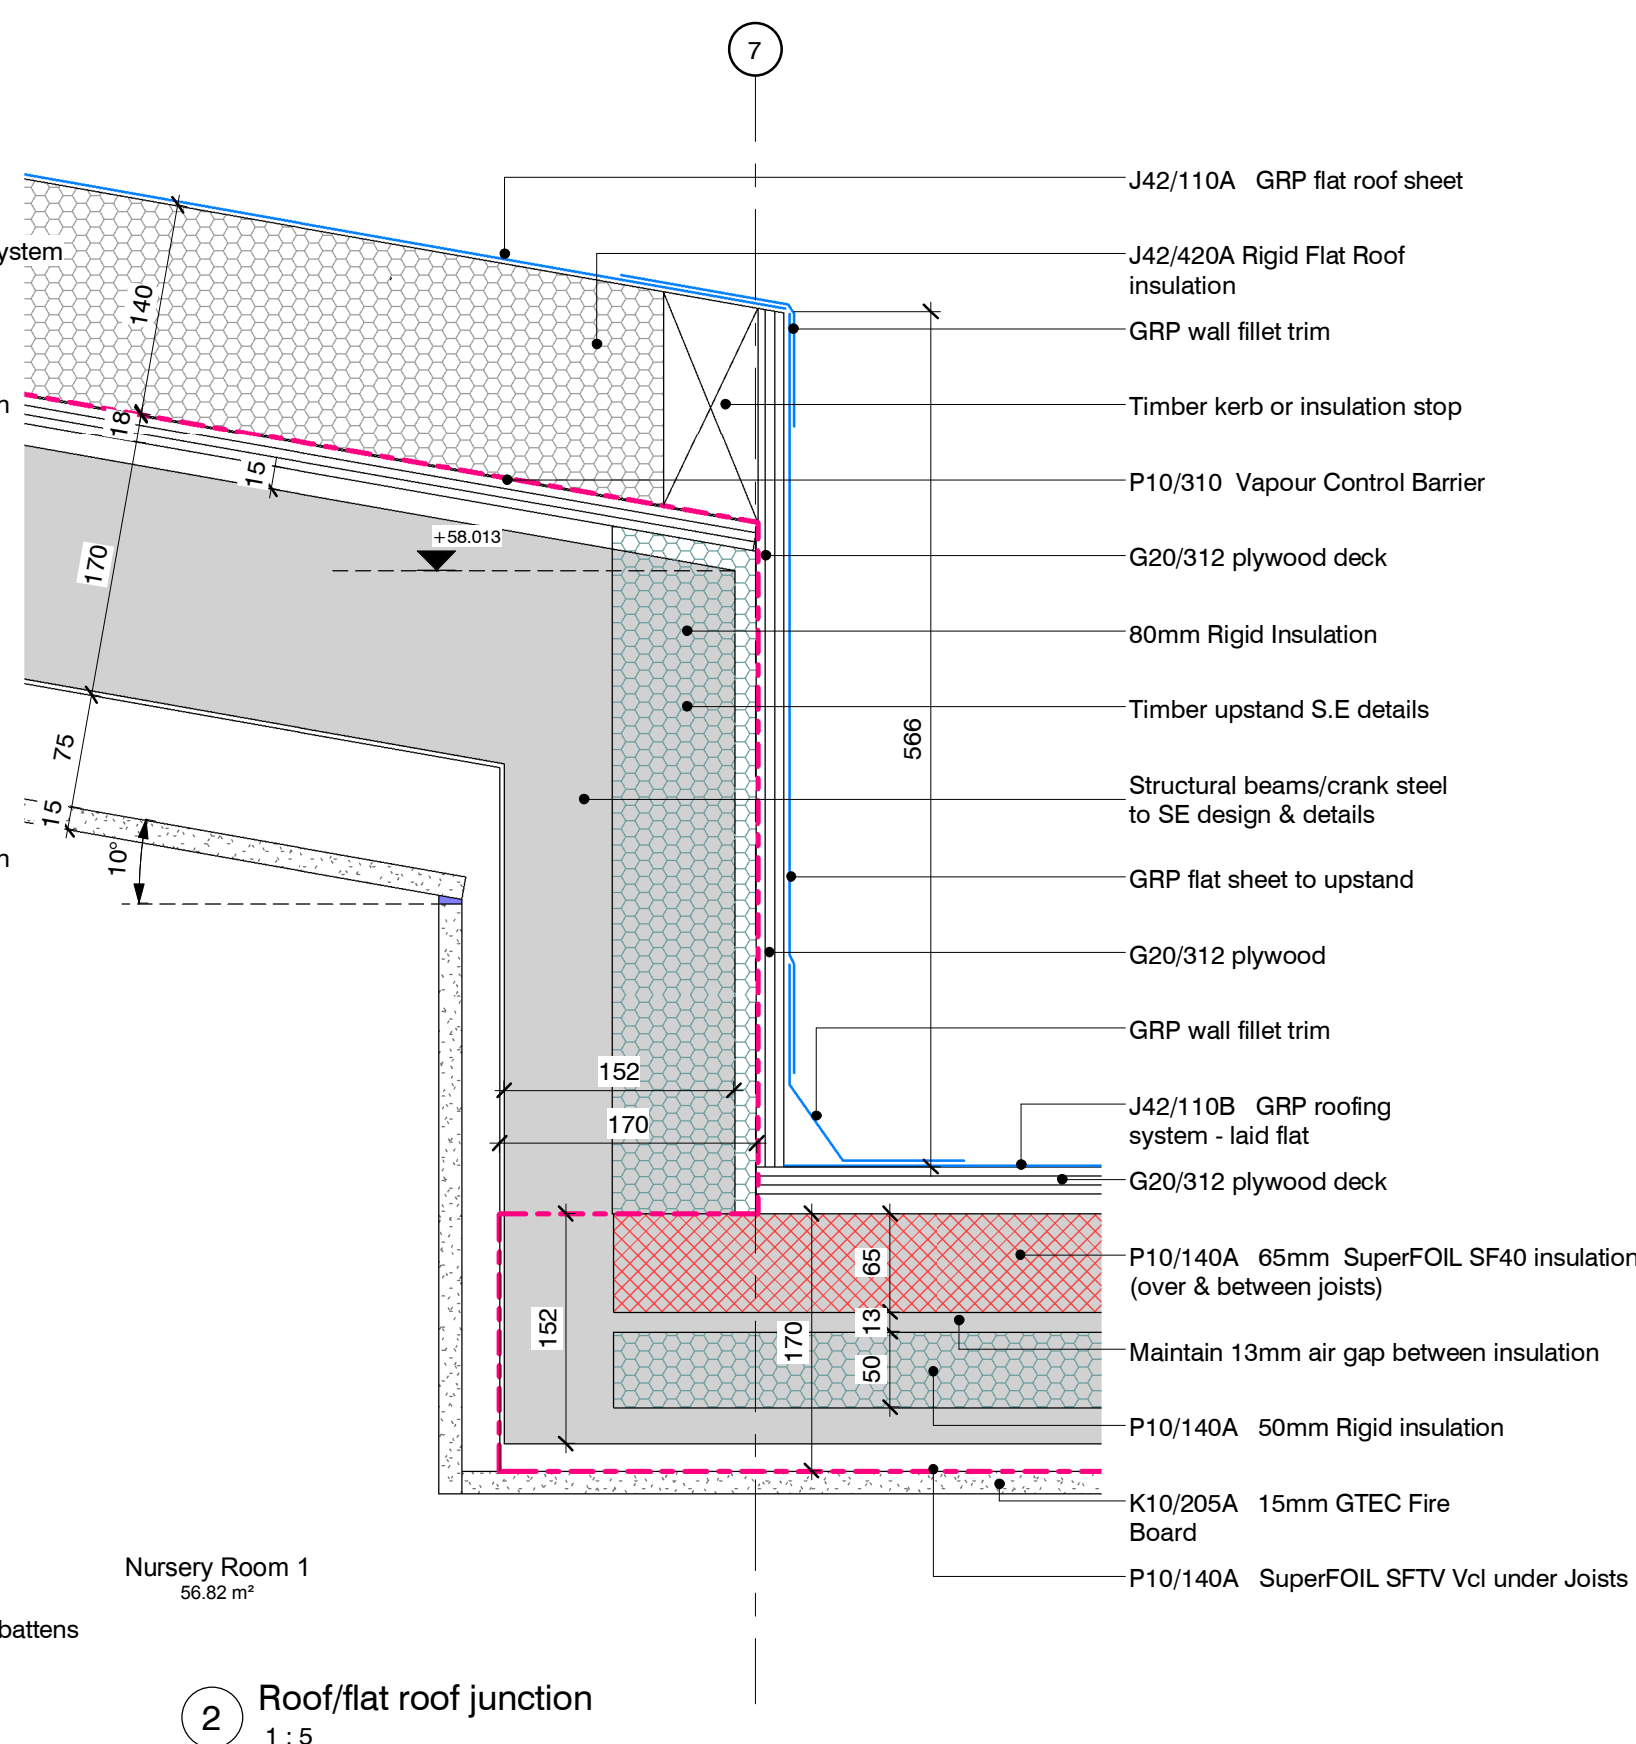 7
J42/110A GRP flat roof sheet
ystem
J42/420A Rigid Flat Roof
insulation
140
GRP wall fillet trim
n
18
Timber kerb or insulation stop
15
P10/310 Vapour Control Barrier
+58.013
170
G20/312 plywood deck
80mm Rigid Insulation
Timber upstand S.E details
75
566
Structural beams/crank steel
to SE design & details
15
10°
n
GRP flat sheet to upstand
G20/312 plywood
GRP wall fillet trim
152
170
J42/110B GRP roofing
system - laid flat
G20/312 plywood deck
65
P10/140A 65mm SuperFOIL SF40 insulation
(over & between joists)
152
170
13
Maintain 13mm air gap between insulation
50
P10/140A 50mm Rigid insulation
K10/205A 15mm GTEC Fire
Board
P10/140A SuperFOIL SFTV Vcl under Joists
Nursery Room 1
56.82 m²
battens
2
Roof/flat roof junction
1 : 5